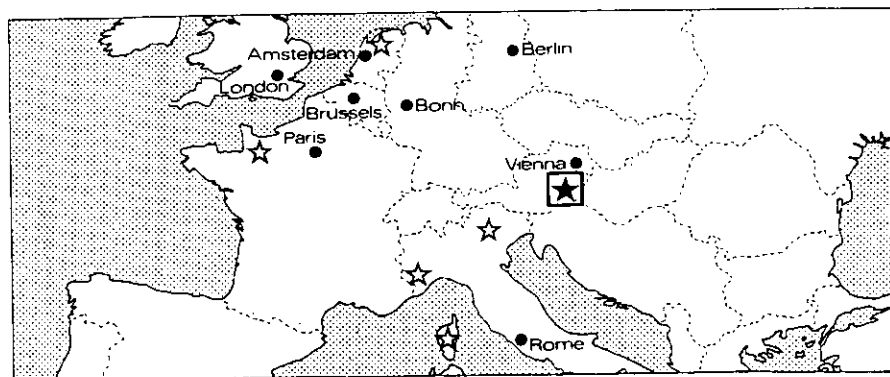 Amsterdam
Berlin
London
Brussels
Bonn
Paris
Vienna
Rome